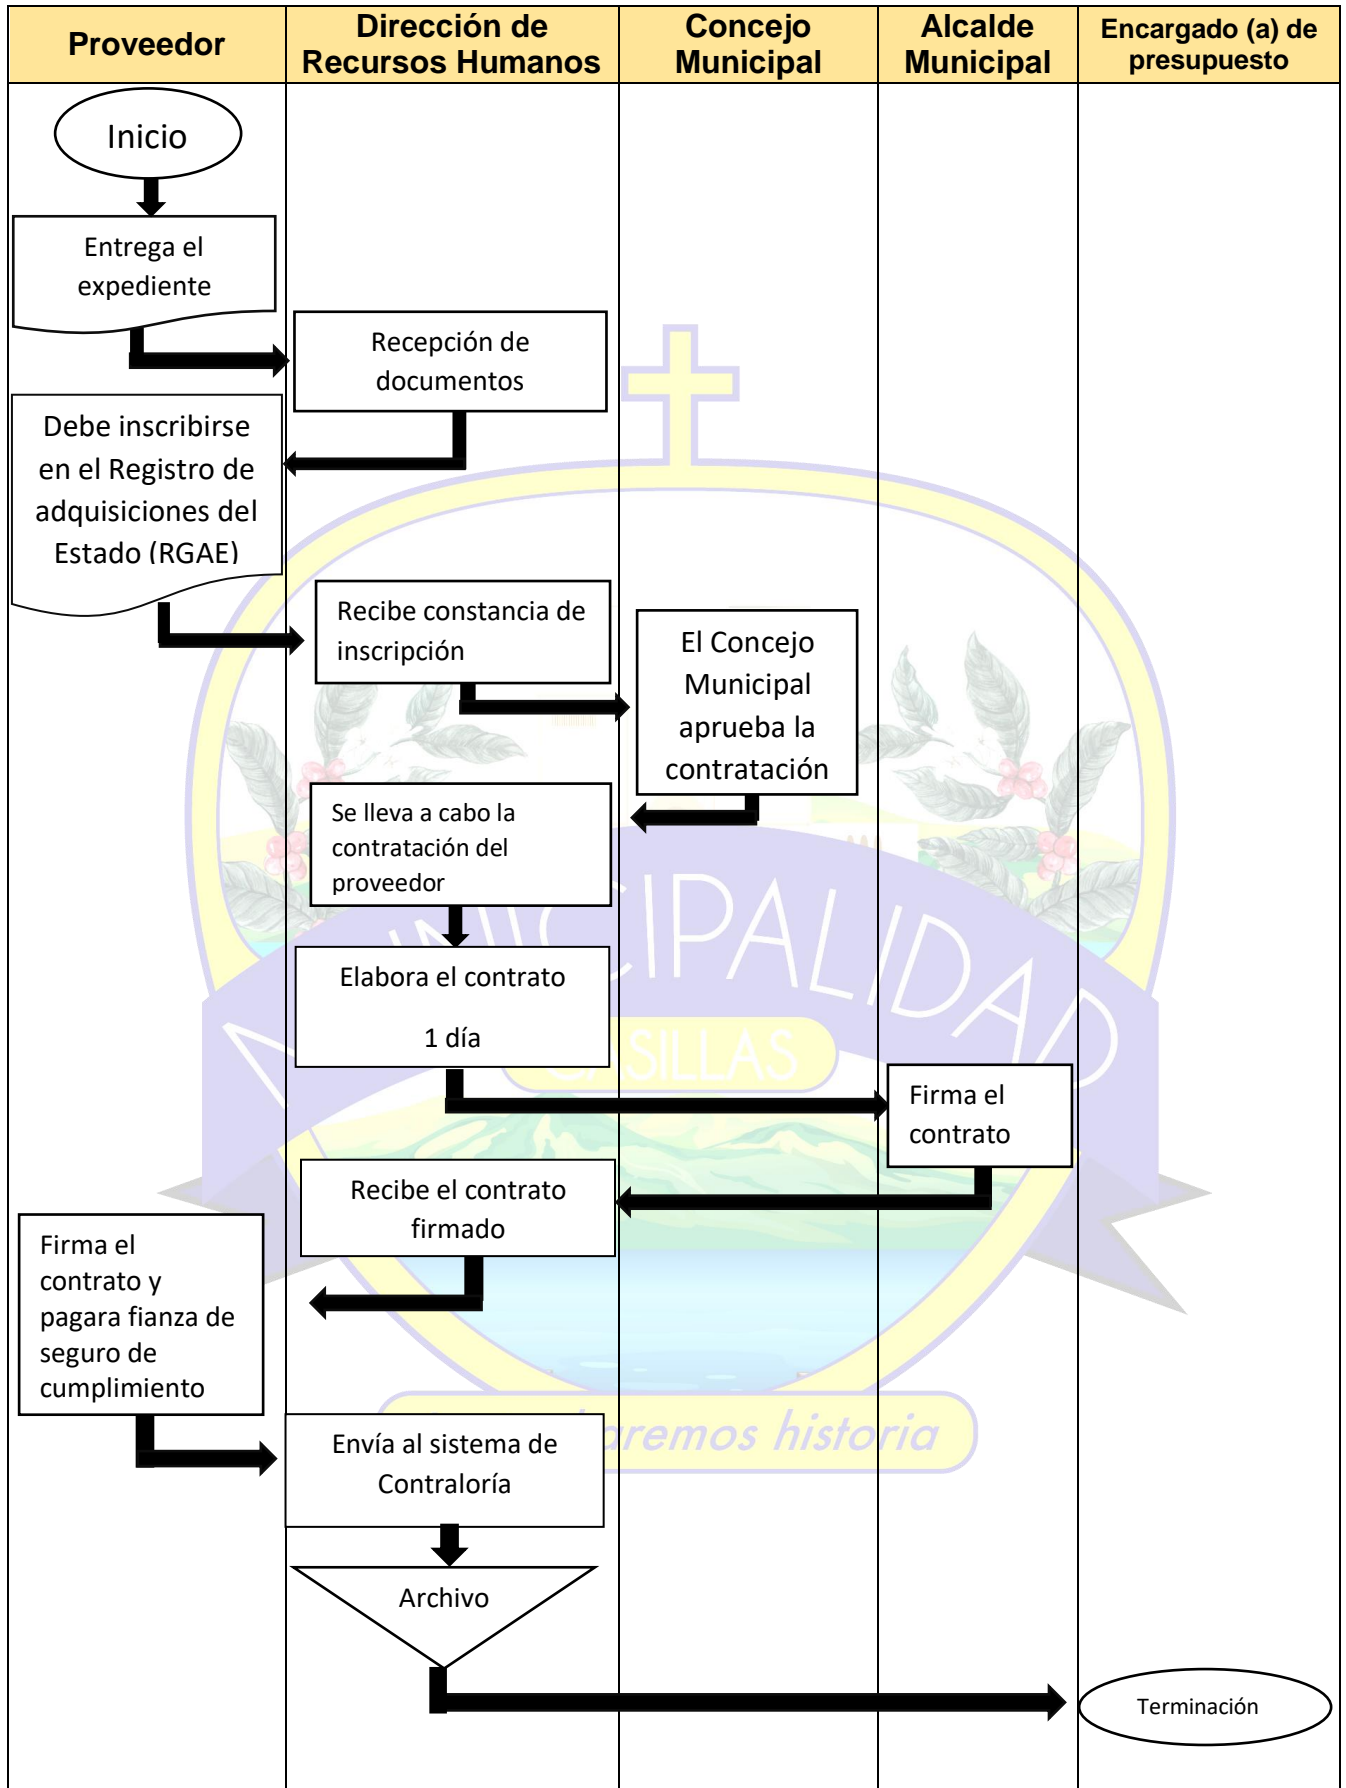 Proveedor
Dirección de
Recursos Humanos
Concejo
Municipal
Alcalde
Municipal
Encargado (a) de
presupuesto
Inicio
Entrega el
expediente
Recepción de
documentos
Debe inscribirse
en el Registro de
adquisiciones del
Estado (RGAE)
Recibe constancia de
inscripción
El Concejo
Municipal
aprueba la
contratación
Se lleva a cabo la
contratación del
proveedor
Elabora el contrato
1 día
Firma el
contrato
Recibe el contrato
firmado
Firma el
contrato y
pagara fianza de
seguro de
cumplimiento
Envía al sistema de
Contraloría
Archivo
Terminación
historia